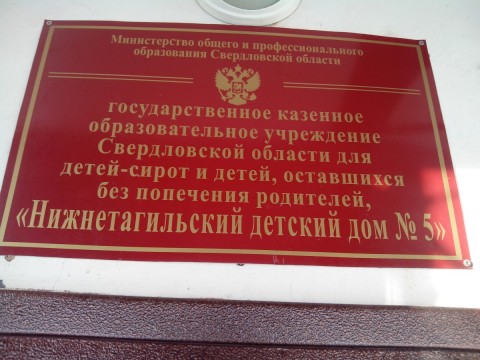 Министерство общего и профессионального
образования Свердловской области
государственное казенное
образовательное учреждение
Свердловской области для
детей-сирот и детей, оставшихся
без попечения родителей,
«Нижнетагильский детский дом № 5»